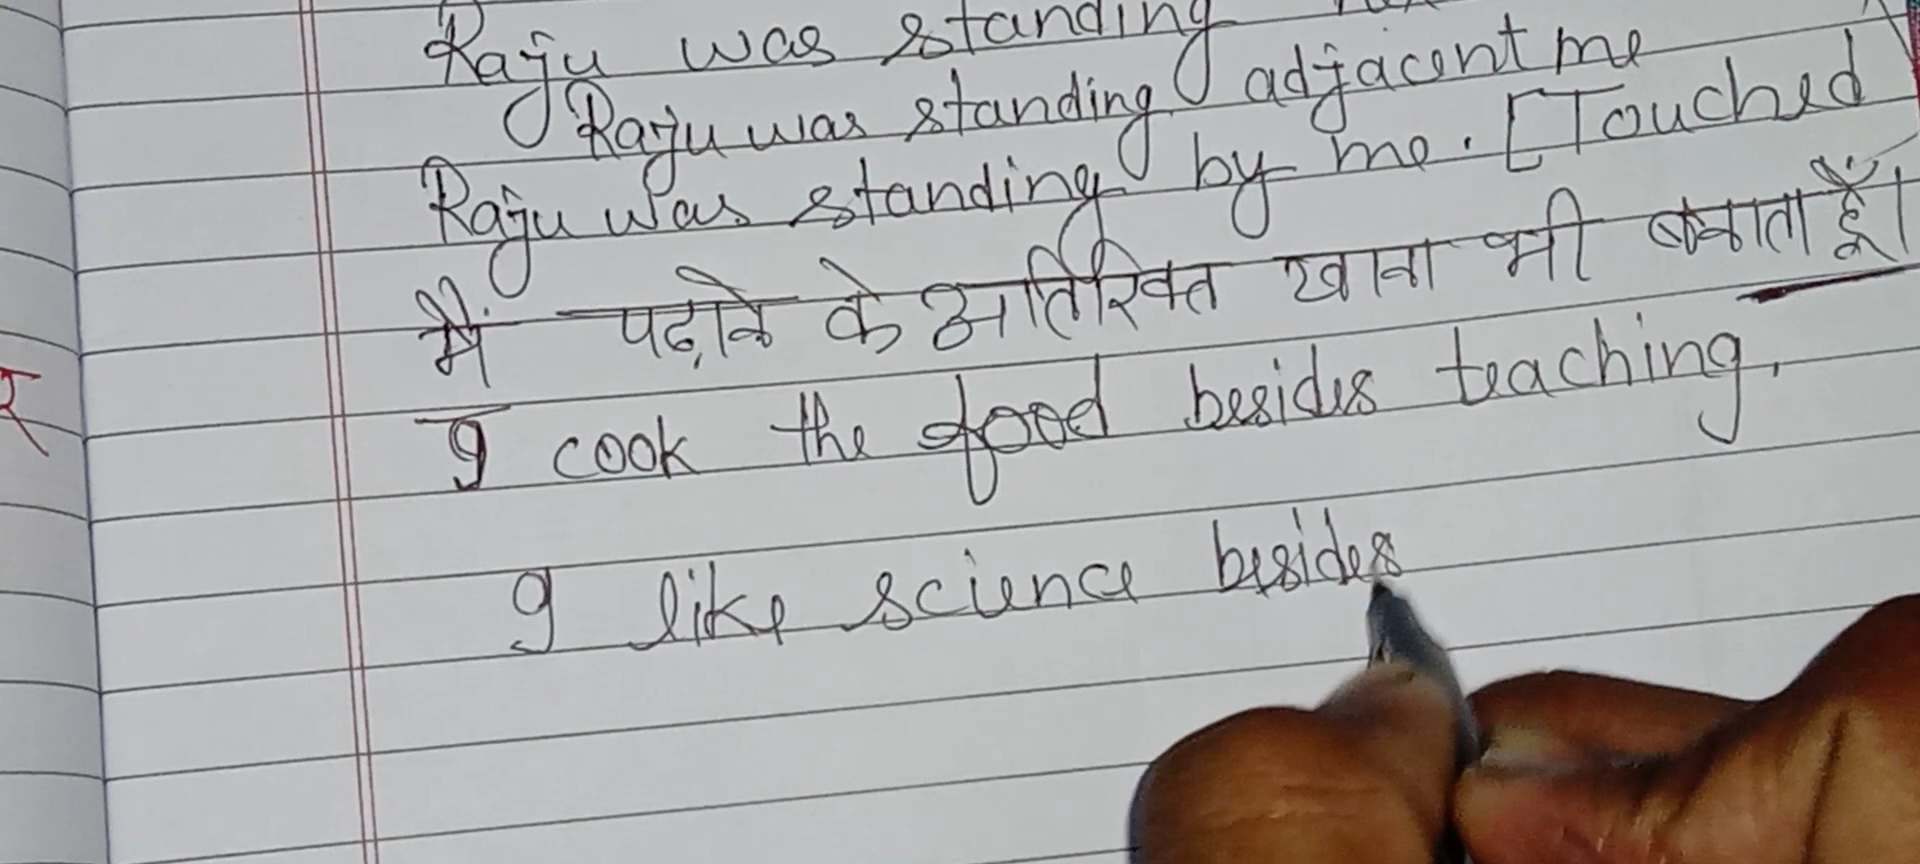 Raju was standing
Raju was standing adjacent me
Raju was standing by me. [Touched
मैं पढ़ाने के अतिरिक्त खाना भी बनाता हूँ।
I cook the food besides teaching.
I like science besides